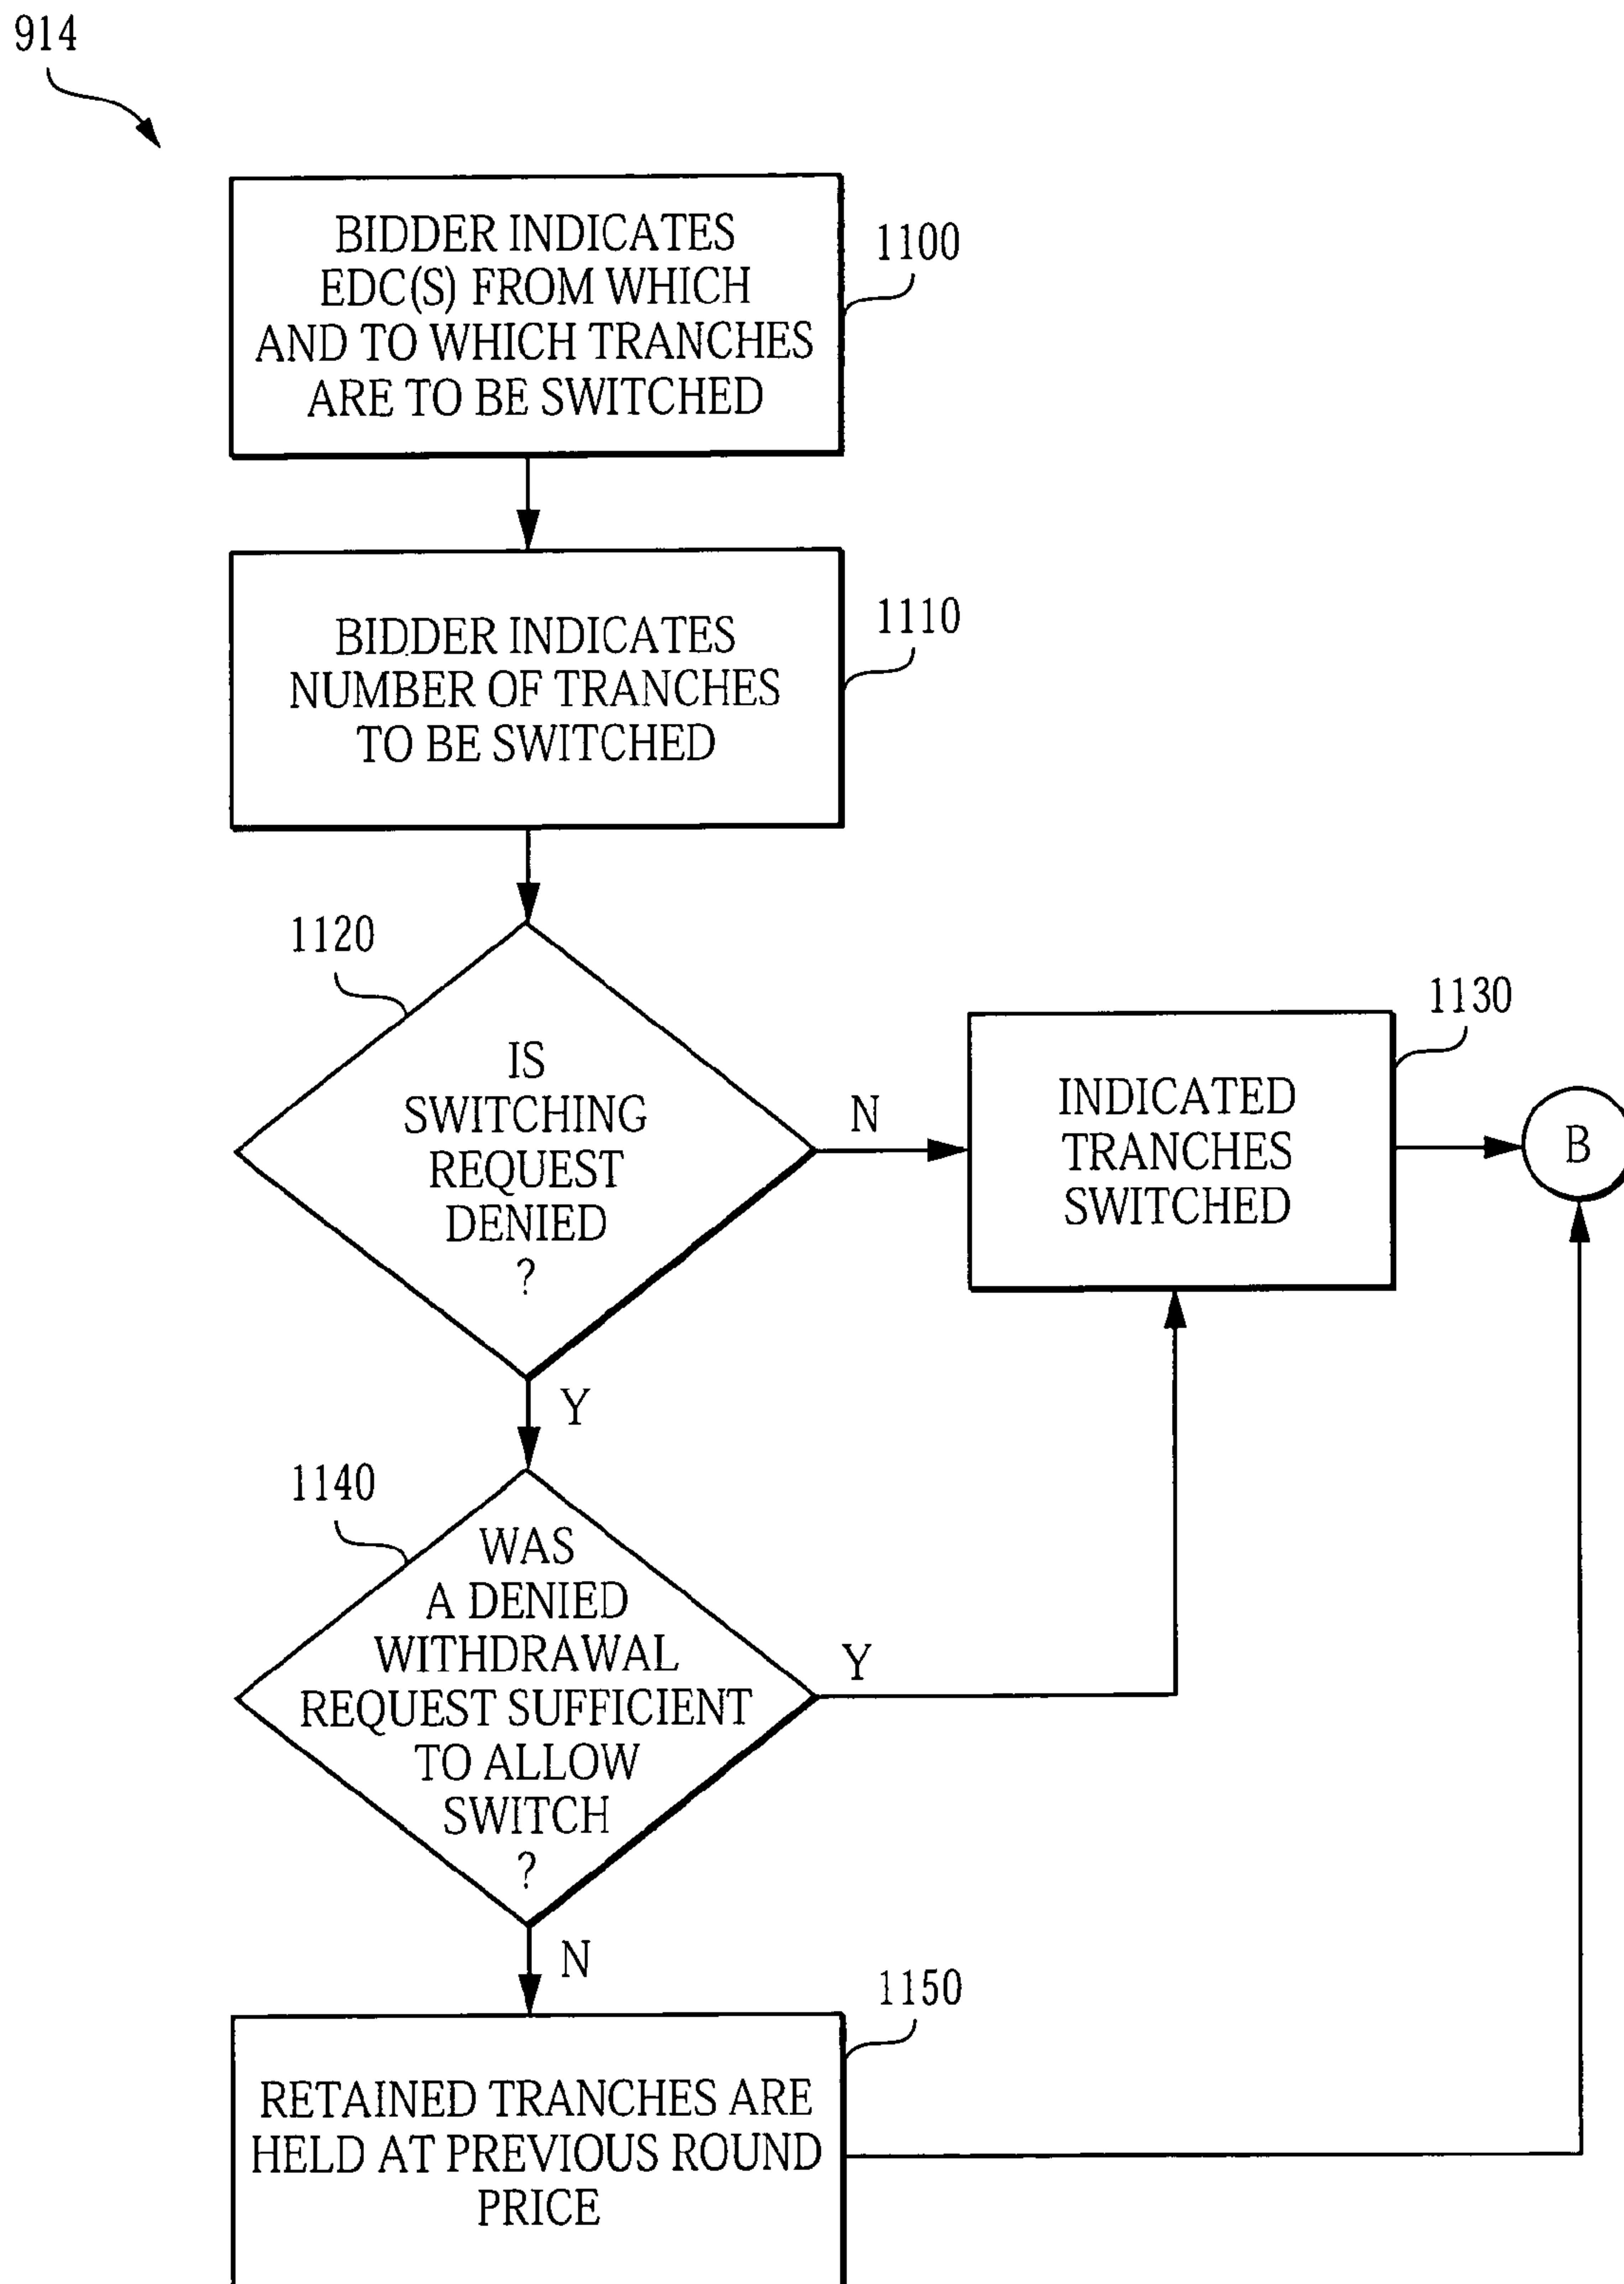 914
BIDDER INDICATES
EDC(S) FROM WHICH
AND TO WHICH TRANCHES
ARE TO BE SWITCHED
1100
BIDDER INDICATES
NUMBER OF TRANCHES
TO BE SWITCHED
1110
1120
IS
SWITCHING
REQUEST
DENIED
?
N
Y
INDICATED
TRANCHES
SWITCHED
1130
B
1140
WAS
A DENIED
WITHDRAWAL
REQUEST SUFFICIENT
TO ALLOW
SWITCH
?
Y
N
1150
RETAINED TRANCHES ARE
HELD AT PREVIOUS ROUND
PRICE